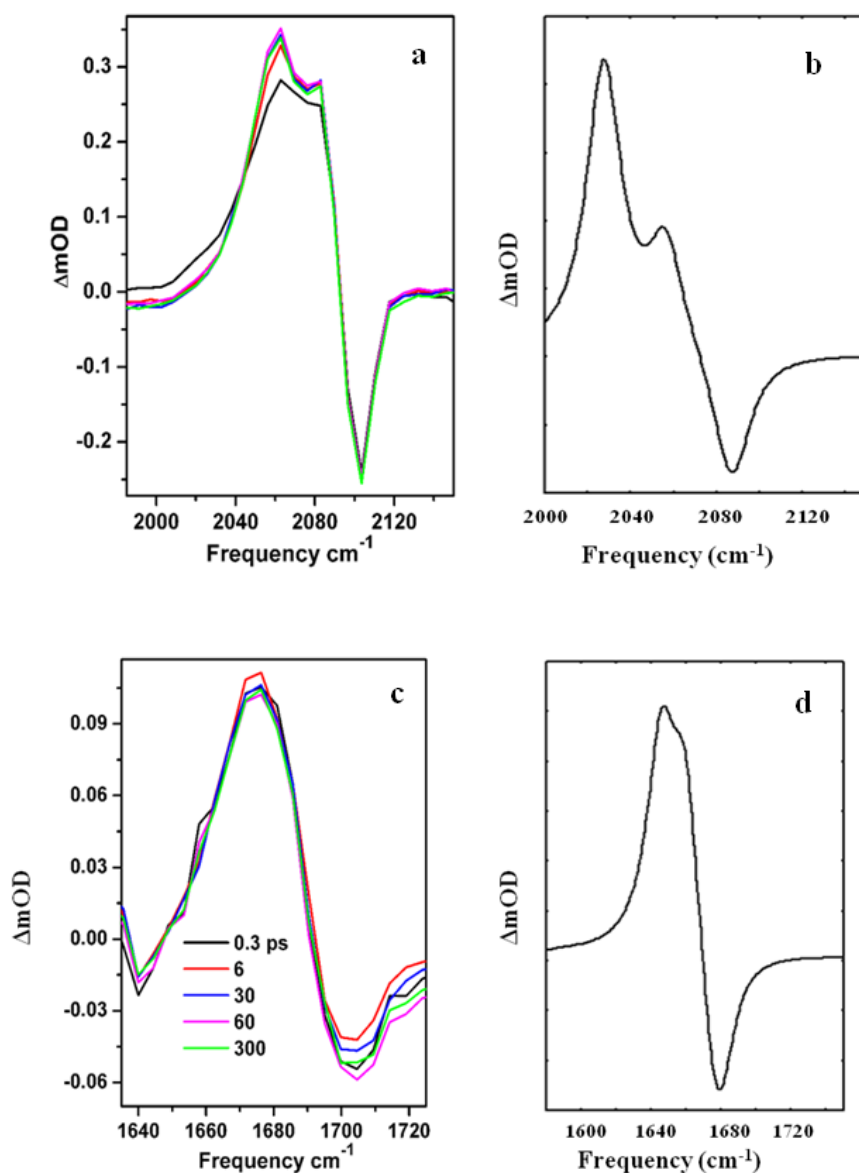 a
0.3
0.2
0.1
0.0
-0.1
-0.2
ΔmOD
2000 2040 2080 2120
Frequency cm-1
b
ΔmOD
2000 2040 2080 2120
Frequency (cm-1)
c
0.09
0.06
0.03
0.00
-0.03
-0.06
ΔmOD
0.3 ps
6
30
60
300
1640 1660 1680 1700 1720
Frequency cm-1
d
ΔmOD
1600 1640 1680 1720
Frequency (cm-1)